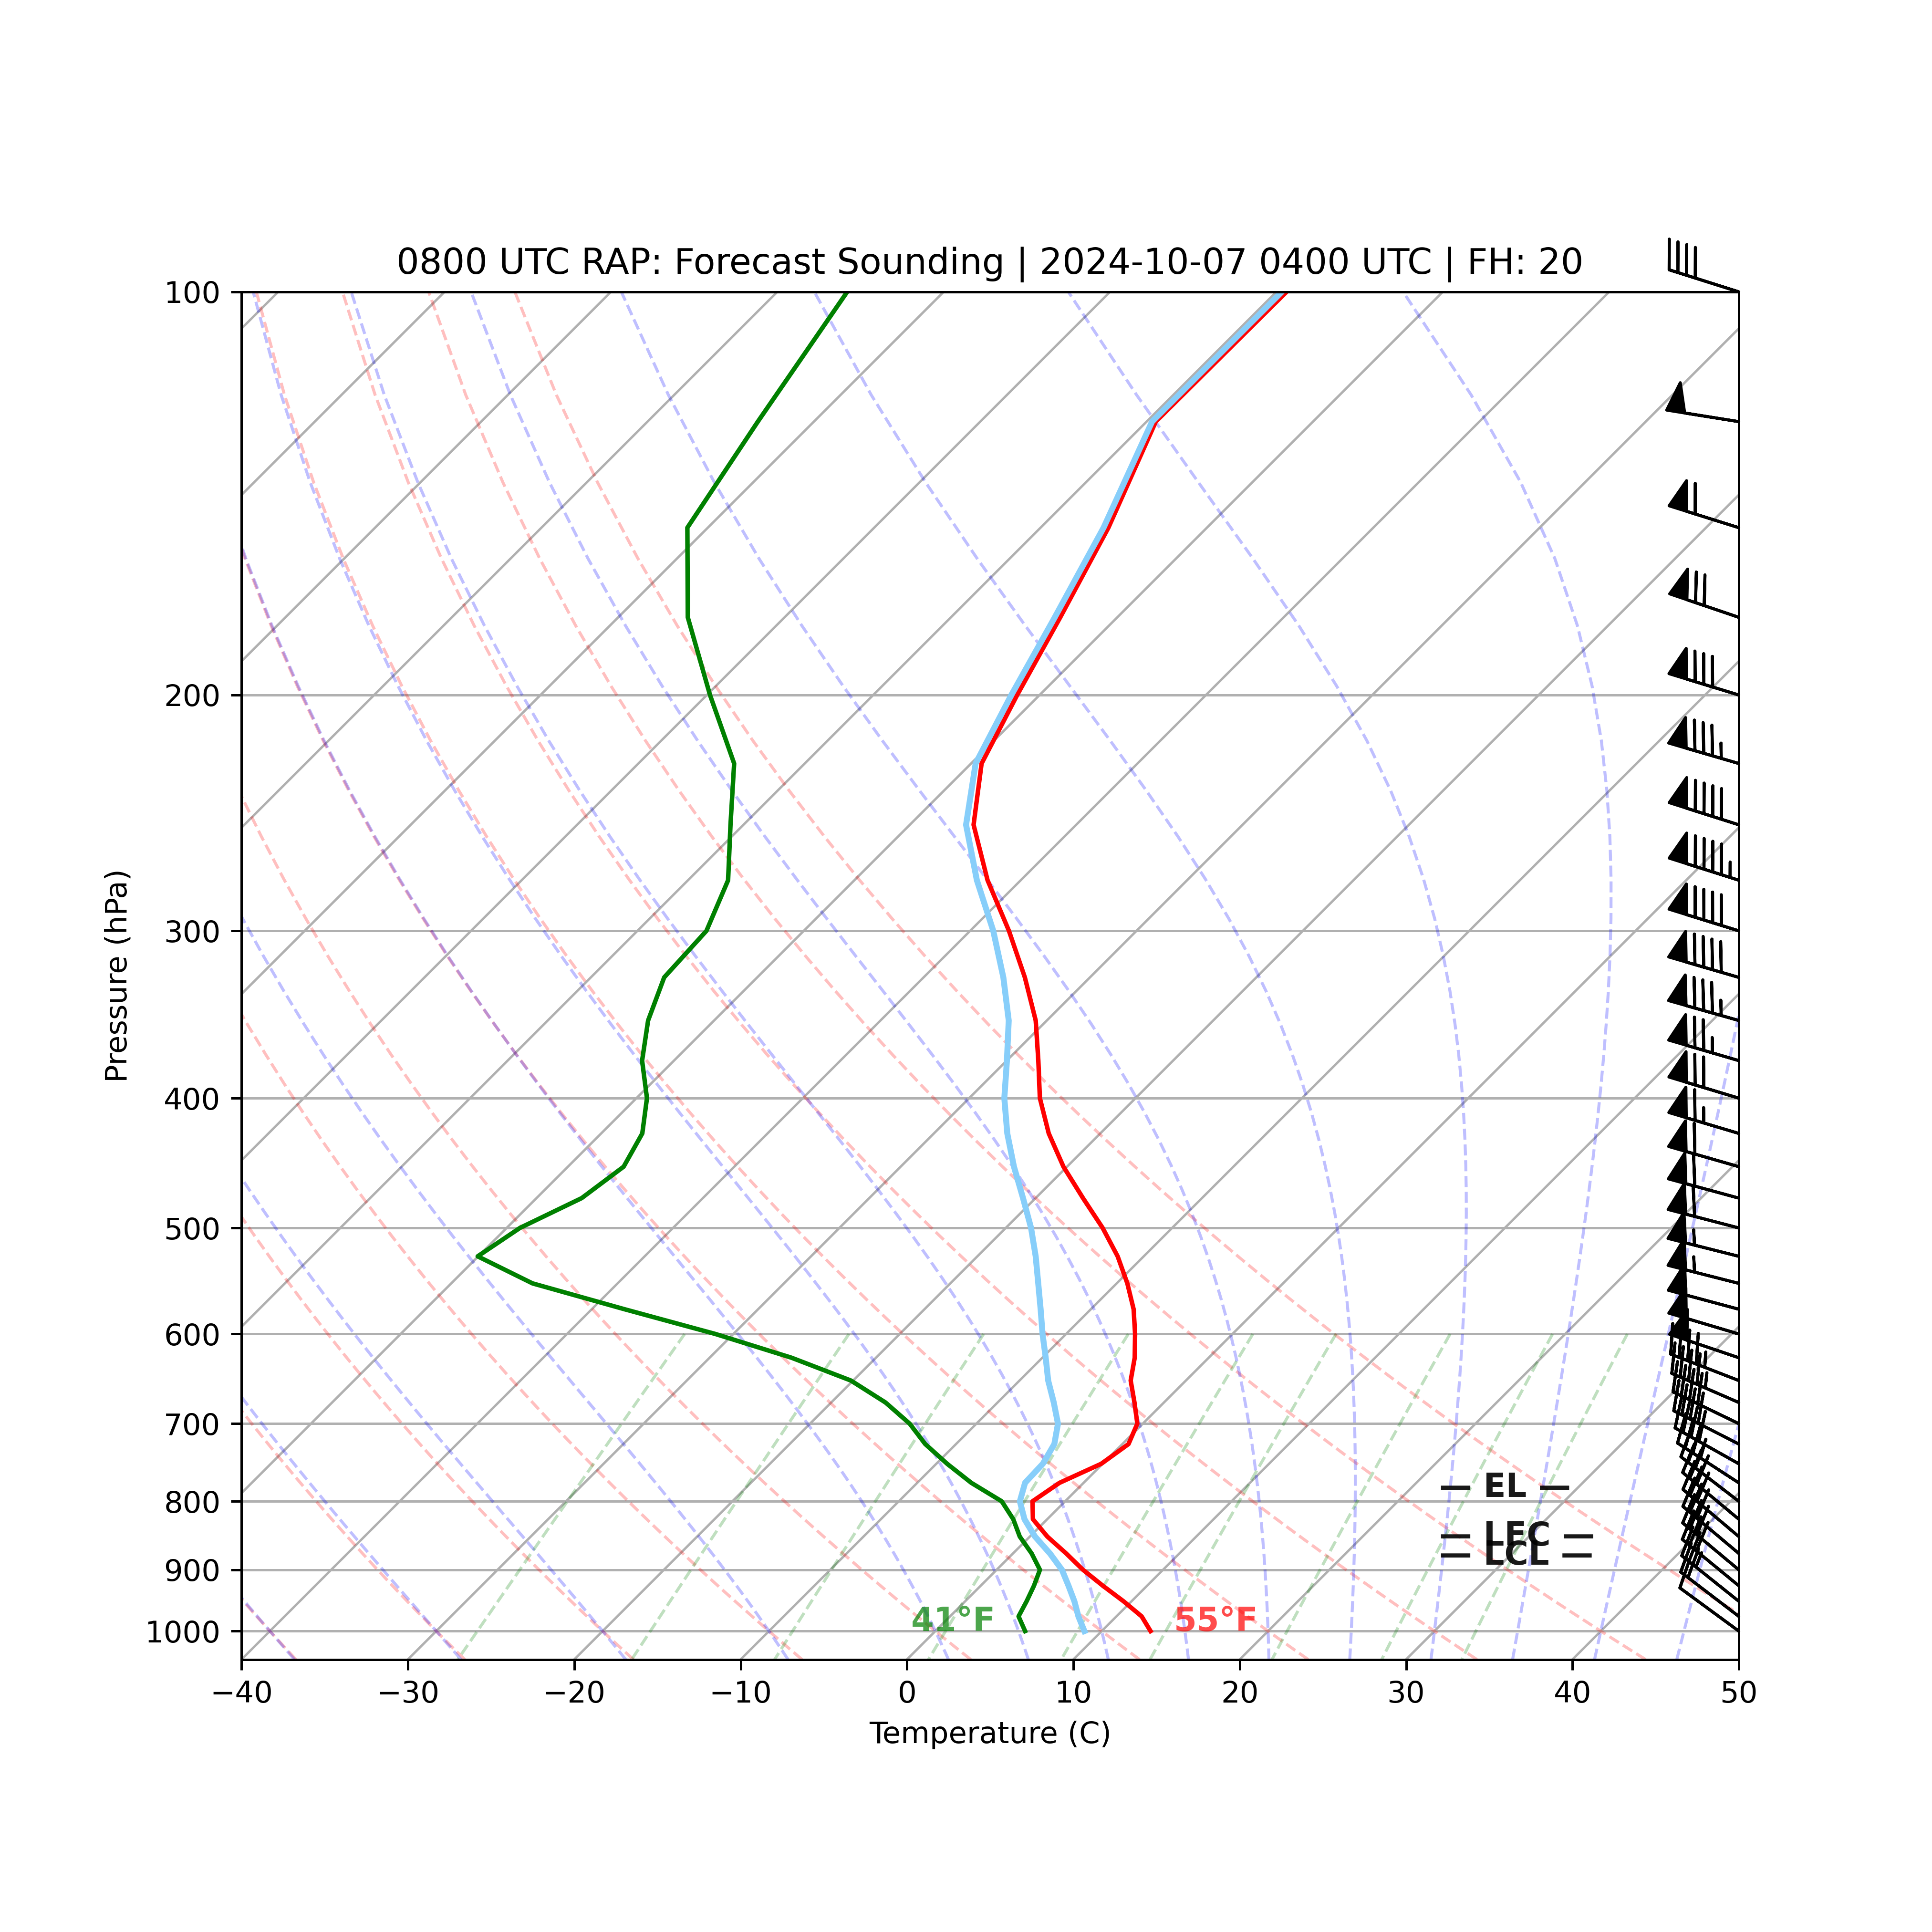 0800 UTC RAP: Forecast Sounding | 2024-10-07 0400 UTC | FH: 20
100
200
300
400
500
600
700
800
900
1000
Pressure (hPa)
— EL —
— LFC —
— LCL —
41°F
55°F
−40 −30 −20 −10 0 10 20 30 40 50
Temperature (C)